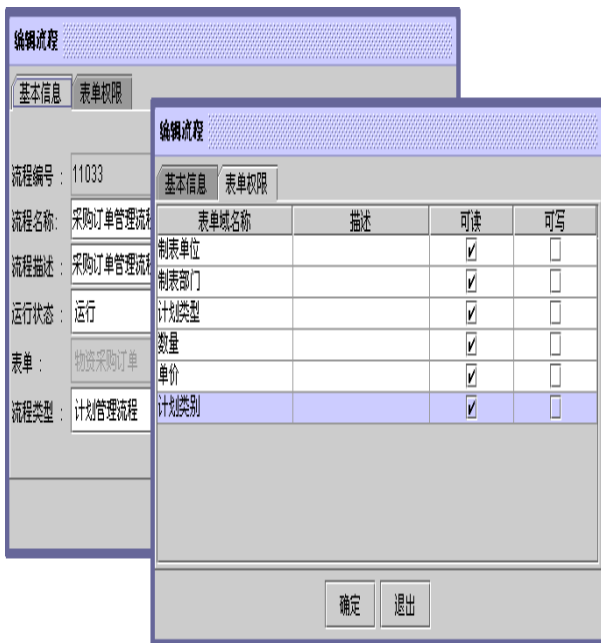 编辑流程
基本信息 表单权限
流程编号 : 11033
流程名称: 采购订单管理流程
流程描述 : 采购订单管理流程
运行状态 : 运行
表单 : 物资采购订单
流程类型 : 计划管理流程
编辑流程
基本信息 表单权限
表单域名称 描述 可读 可写
制表单位
制表部门
计划类型
数量
单价
计划类别
确定 退出